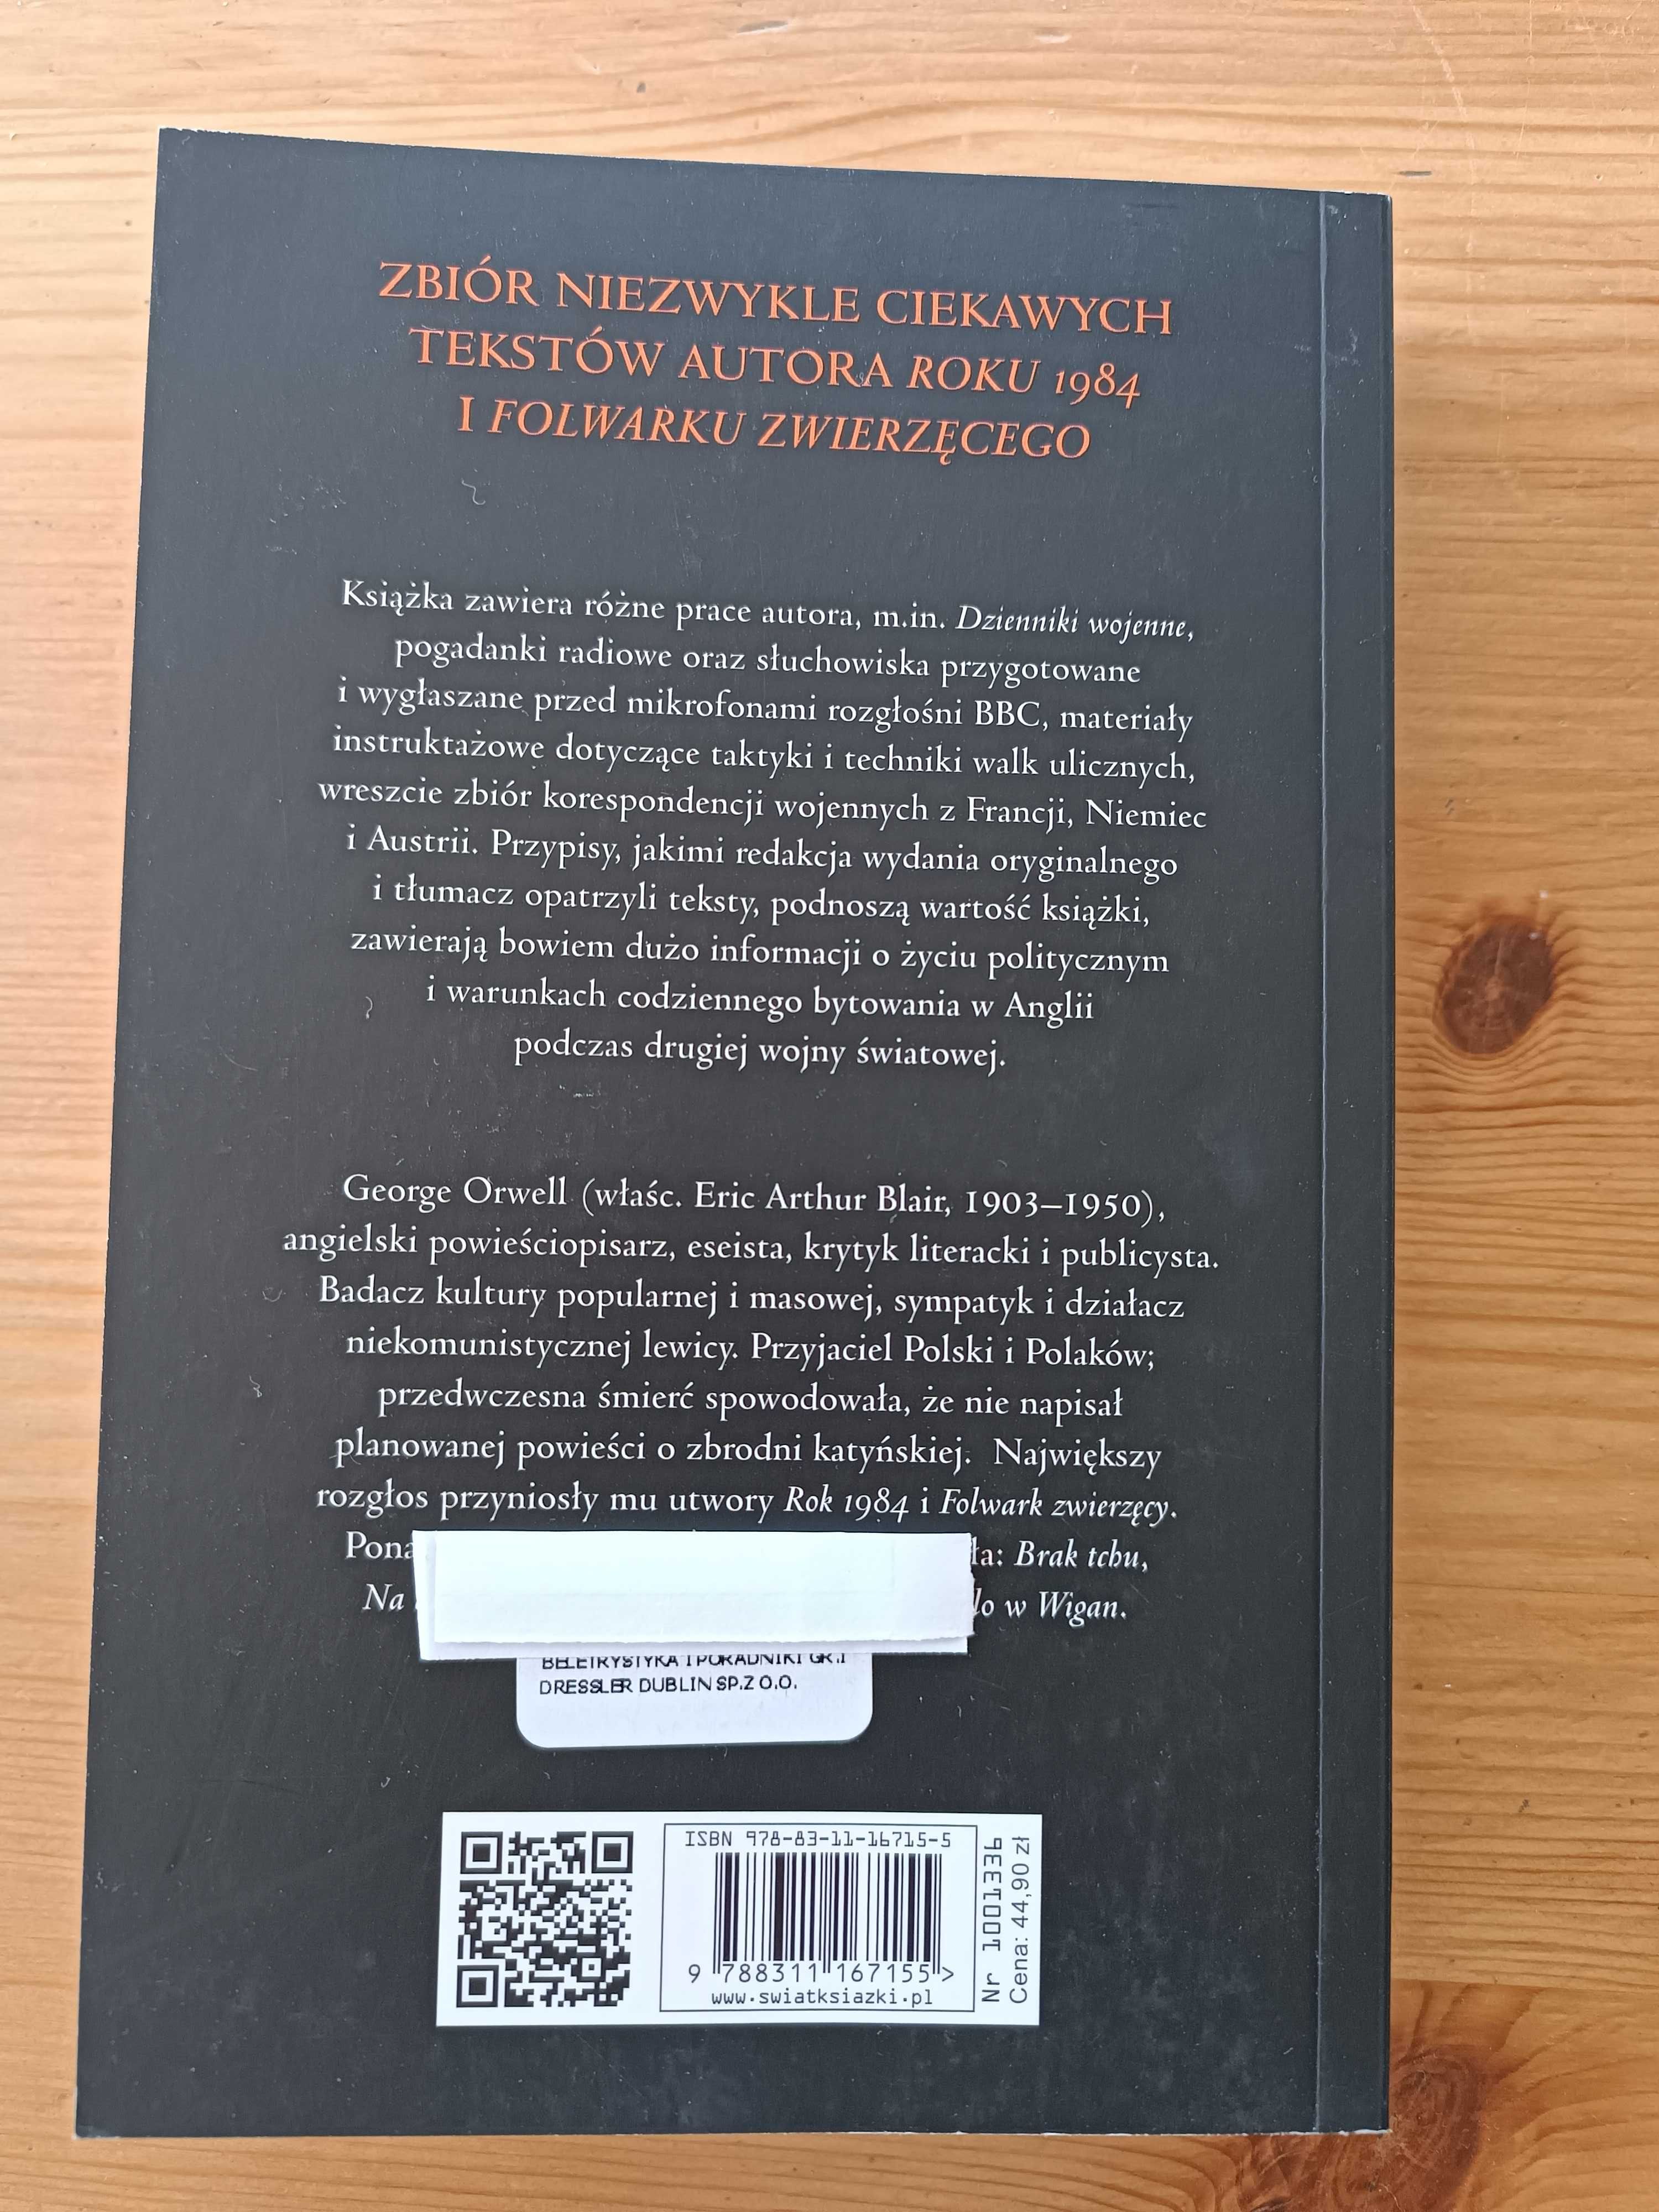 ZBIÓR NIEZWYKLE CIEKAWYCH
TEKSTÓW AUTORA ROKU 1984
I FOLWARKU ZWIERZĘCEGO
Książka zawiera różne prace autora, m.in. Dzienniki wojenne,
pogadanki radiowe oraz słuchowiska przygotowane
i wygłaszane przed mikrofonami rozgłośni BBC, materiały
instruktażowe dotyczące taktyki i techniki walk ulicznych,
wreszcie zbiór korespondencji wojennych z Francji, Niemiec
i Austrii. Przypisy, jakimi redakcja wydania oryginalnego
i tłumacz opatrzyli teksty, podnoszą wartość książki,
zawierają bowiem dużo informacji o życiu politycznym
i warunkach codziennego bytowania w Anglii
podczas drugiej wojny światowej.
George Orwell (właśc. Eric Arthur Blair, 1903–1950),
angielski powieściopisarz, eseista, krytyk literacki i publicysta.
Badacz kultury popularnej i masowej, sympatyk i działacz
niekomunistycznej lewicy. Przyjaciel Polski i Polaków;
przedwczesna śmierć spowodowała, że nie napisał
planowanej powieści o zbrodni katyńskiej. Największy
rozgłos przyniosły mu utwory Rok 1984 i Folwark zwierzęcy.
Brak tchu,
Na w Wigan.
BELETRYSTYKA I PORADNIKI GR.I
DRESSLER DUBLIN SP.Z O.O.
ISBN 978-83-11-16715-5
9 788311 167155 >
www.swiatksiazki.pl
Nr 1001336
Cena: 44,90 zł